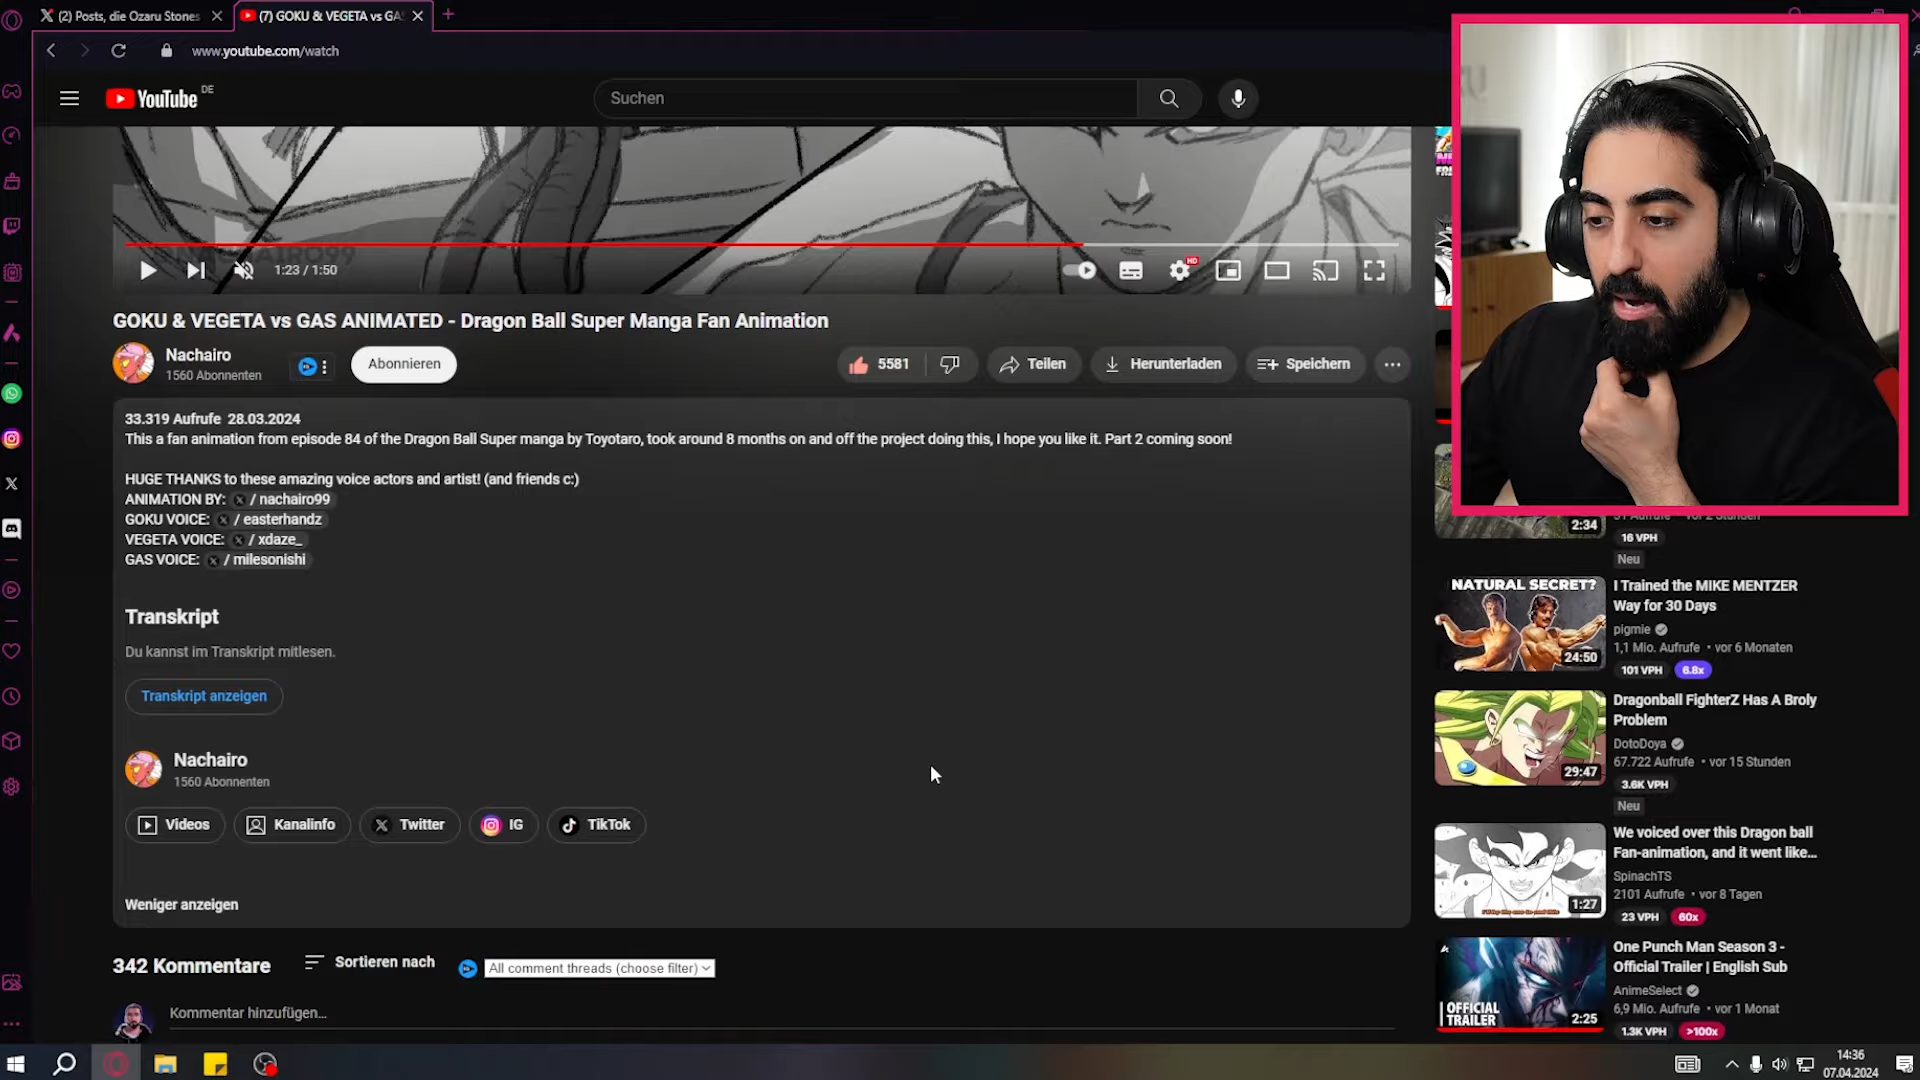 (2) Posts, die Ozaru Stones
(7) GOKU & VEGETA vs GAS
www.youtube.com/watch
YouTube DE
Suchen
1:23 / 1:50
HD
GOKU & VEGETA vs GAS ANIMATED - Dragon Ball Super Manga Fan Animation
Nachairo
1560 Abonnenten
Abonnieren
5581
Teilen
Herunterladen
Speichern
33.319 Aufrufe 28.03.2024
This a fan animation from episode 84 of the Dragon Ball Super manga by Toyotaro, took around 8 months on and off the project doing this, I hope you like it. Part 2 coming soon!
HUGE THANKS to these amazing voice actors and artist! (and friends c:)
ANIMATION BY: X / nachairo99
GOKU VOICE: X / easterhandz
VEGETA VOICE: X / xdaze_
GAS VOICE: X / milesonishi
Transkript
Du kannst im Transkript mitlesen.
Transkript anzeigen
Nachairo
1560 Abonnenten
Videos
Kanalinfo
Twitter
IG
TikTok
Weniger anzeigen
342 Kommentare
Sortieren nach
All comment threads (choose filter)
Kommentar hinzufügen...
2:34
16 VPH
Neu
NATURAL SECRET?
24:50
I Trained the MIKE MENTZER
Way for 30 Days
pigmie
1,1 Mio. Aufrufe • vor 6 Monaten
101 VPH 6.8x
29:47
Dragonball FighterZ Has A Broly
Problem
DotoDoya
67.722 Aufrufe • vor 15 Stunden
3.6K VPH
Neu
1:27
We voiced over this Dragon ball
Fan-animation, and it went like...
SpinachTS
2101 Aufrufe • vor 8 Tagen
23 VPH 60x
OFFICIAL
TRAILER
2:25
One Punch Man Season 3 -
Official Trailer | English Sub
AnimeSelect
6,9 Mio. Aufrufe • vor 1 Monat
1.3K VPH >100x
14:36
07.04.2024